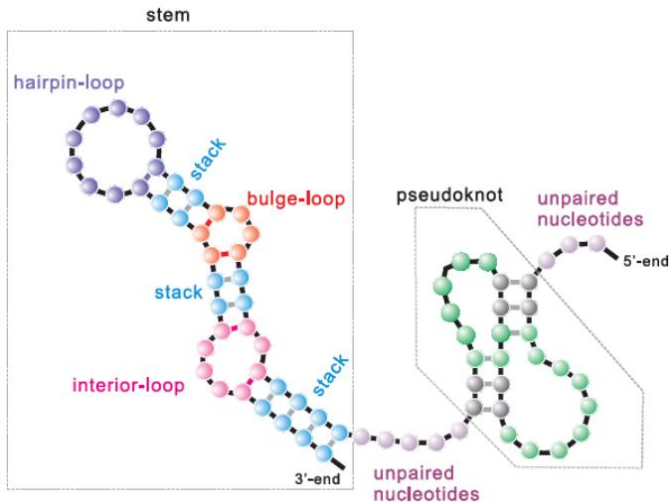 stem
hairpin-loop
stack
bulge-loop
pseudoknot
unpaired
nucleotides
5'-end
stack
interior-loop
stack
3'-end
unpaired
nucleotides